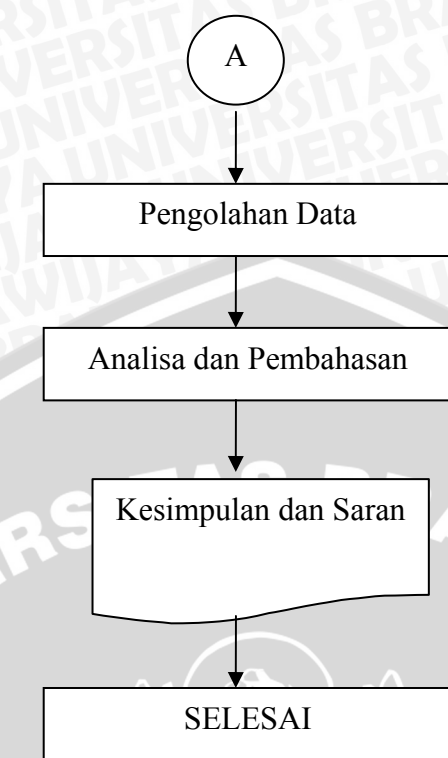 A
Pengolahan Data
Analisa dan Pembahasan
Kesimpulan dan Saran
SELESAI